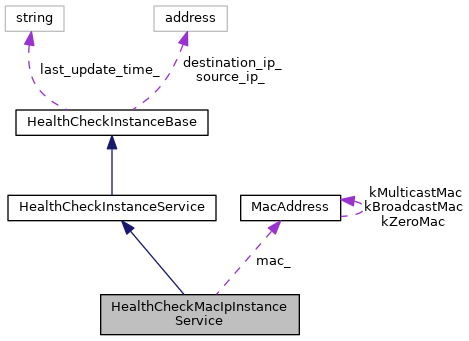 string
address
last_update_time_
destination_ip_
source_ip_
HealthCheckInstanceBase
HealthCheckInstanceService
MacAddress
kMulticastMac
kBroadcastMac
kZeroMac
mac_
HealthCheckMacIpInstance
Service